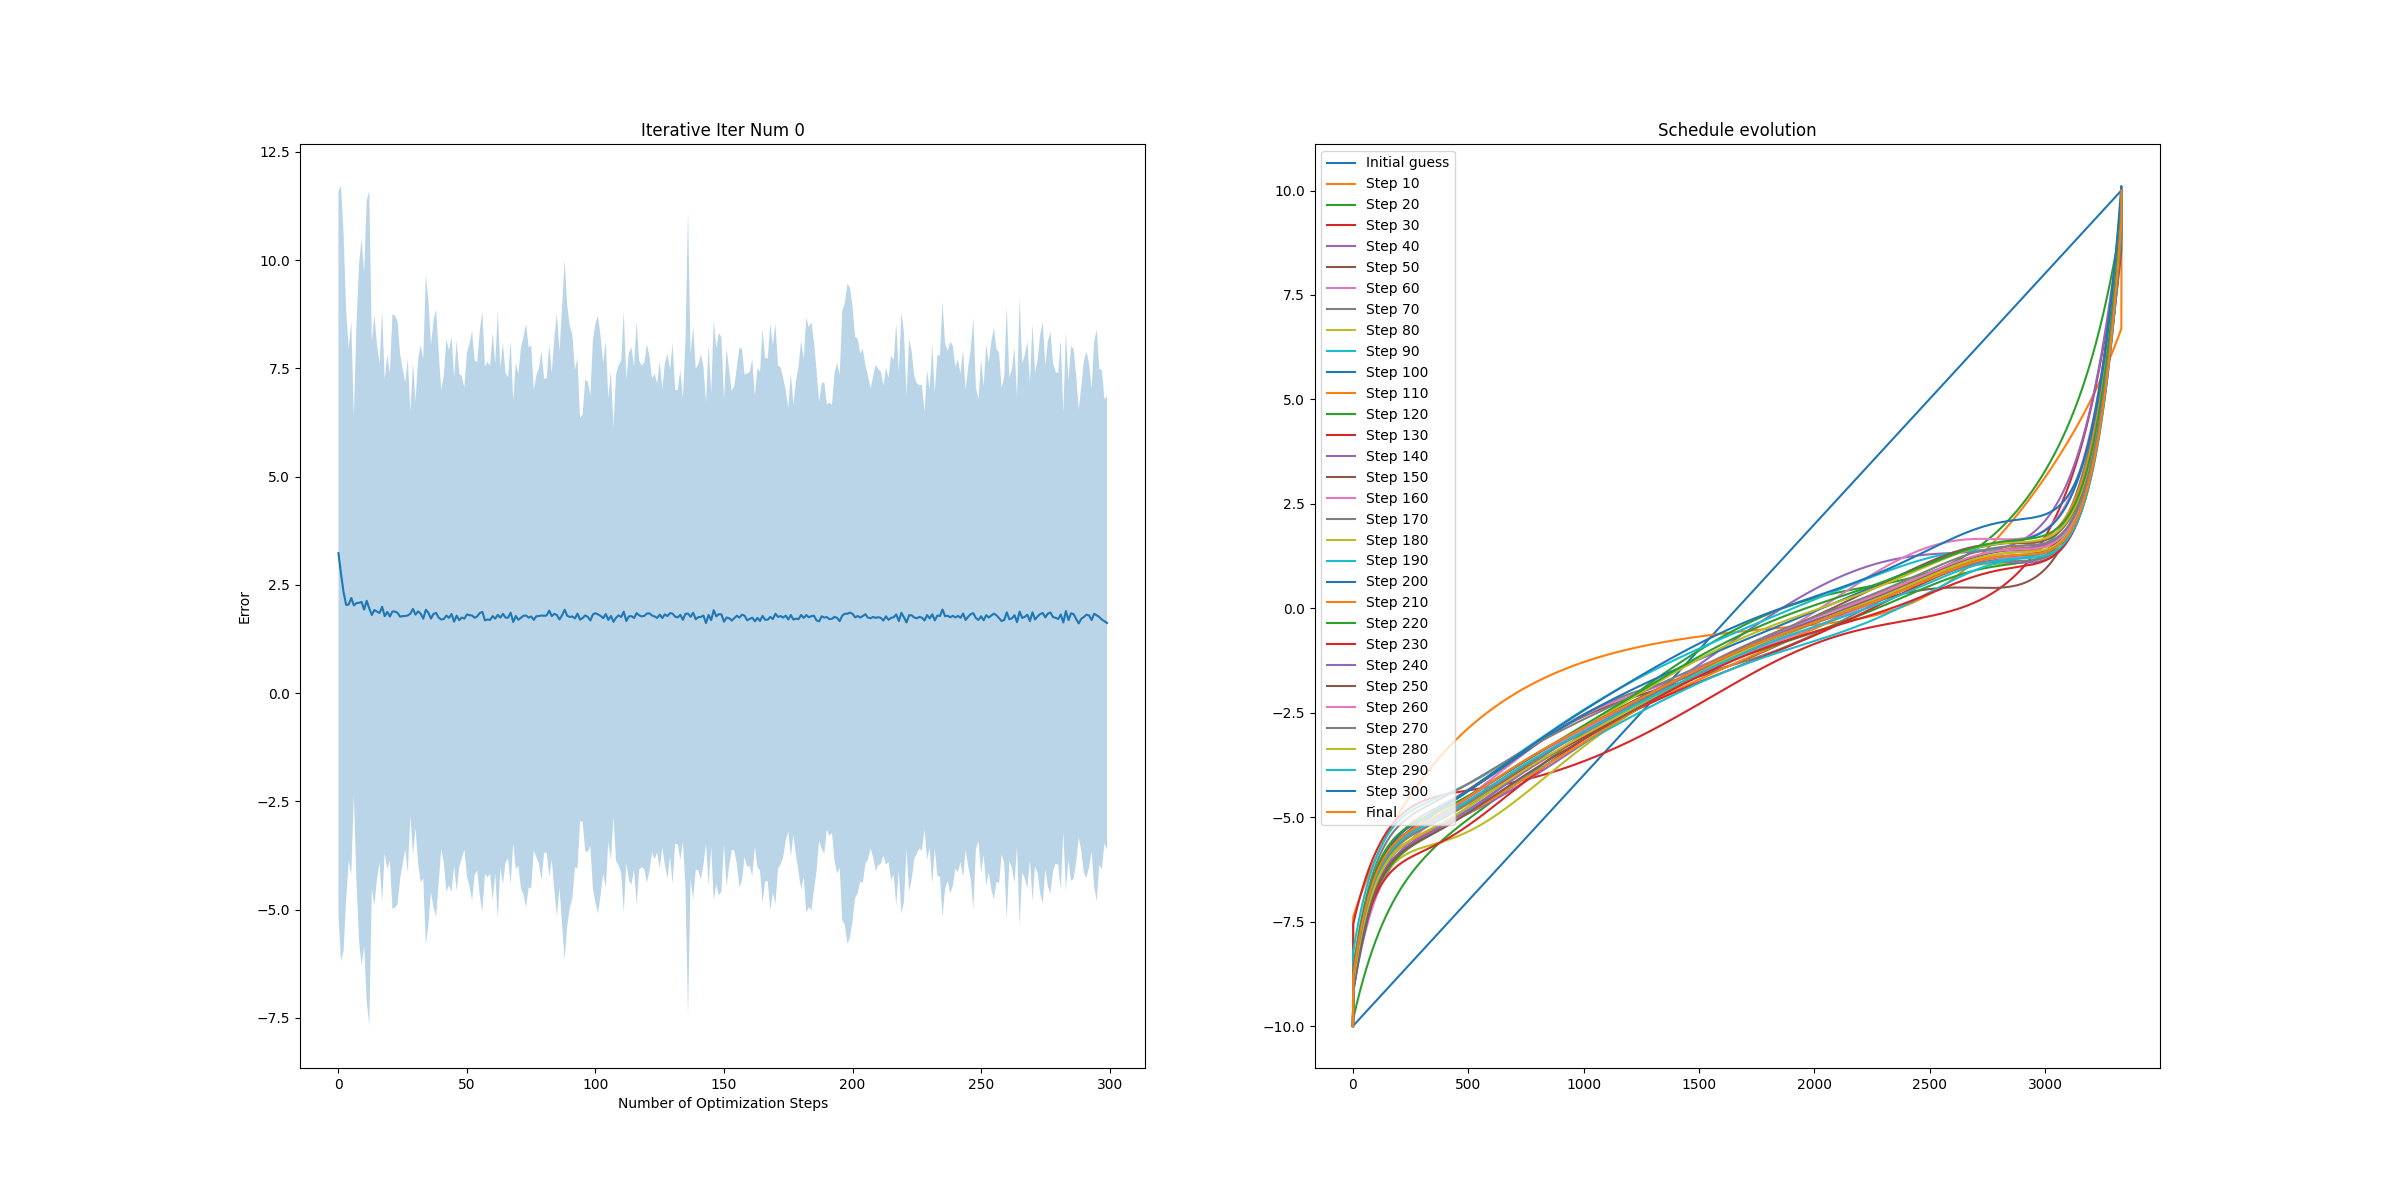 Iterative Iter Num 0
12.5
10.0
7.5
5.0
2.5
0.0
−2.5
−5.0
−7.5
Error
0 50 100 150 200 250 300
Number of Optimization Steps
Schedule evolution
10.0
7.5
5.0
2.5
0.0
−2.5
−5.0
−7.5
−10.0
Initial guess
Step 10
Step 20
Step 30
Step 40
Step 50
Step 60
Step 70
Step 80
Step 90
Step 100
Step 110
Step 120
Step 130
Step 140
Step 150
Step 160
Step 170
Step 180
Step 190
Step 200
Step 210
Step 220
Step 230
Step 240
Step 250
Step 260
Step 270
Step 280
Step 290
Step 300
Final
0 500 1000 1500 2000 2500 3000